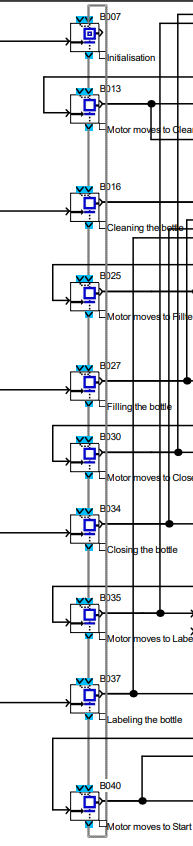 B007
Initialisation
B013
Motor moves to Clea
B016
Cleaning the bottle
B025
Motor moves to Fille
B027
Filling the bottle
B030
Motor moves to Close
B034
Closing the bottle
B035
Motor moves to Labe
B037
Labeling the bottle
B040
Motor moves to Start